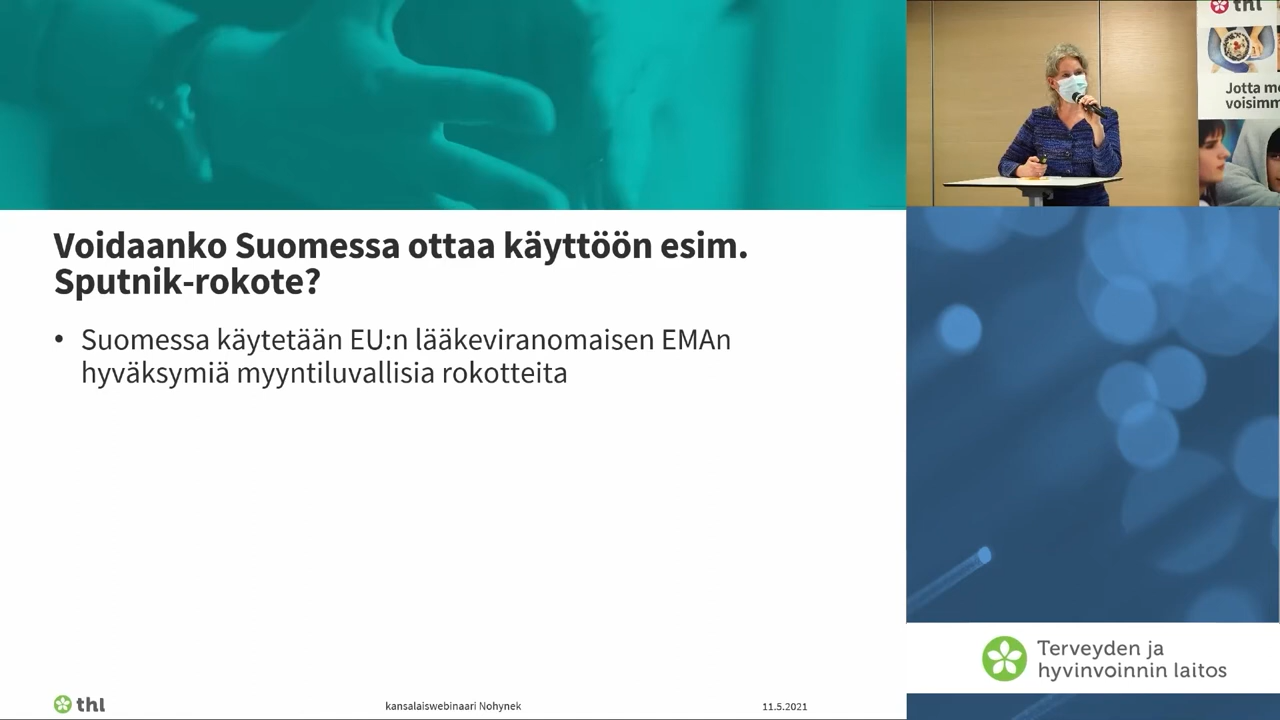 Voidaanko Suomessa ottaa käyttöön esim.
Sputnik-rokote?
• Suomessa käytetään EU:n lääkeviranomaisen EMAn
hyväksymiä myyntiluvallisia rokotteita
thl
kansalaiswebinaari Nohynek
11.5.2021
thl
Jotta
Terveyden ja
hyvinvoinnin laitos